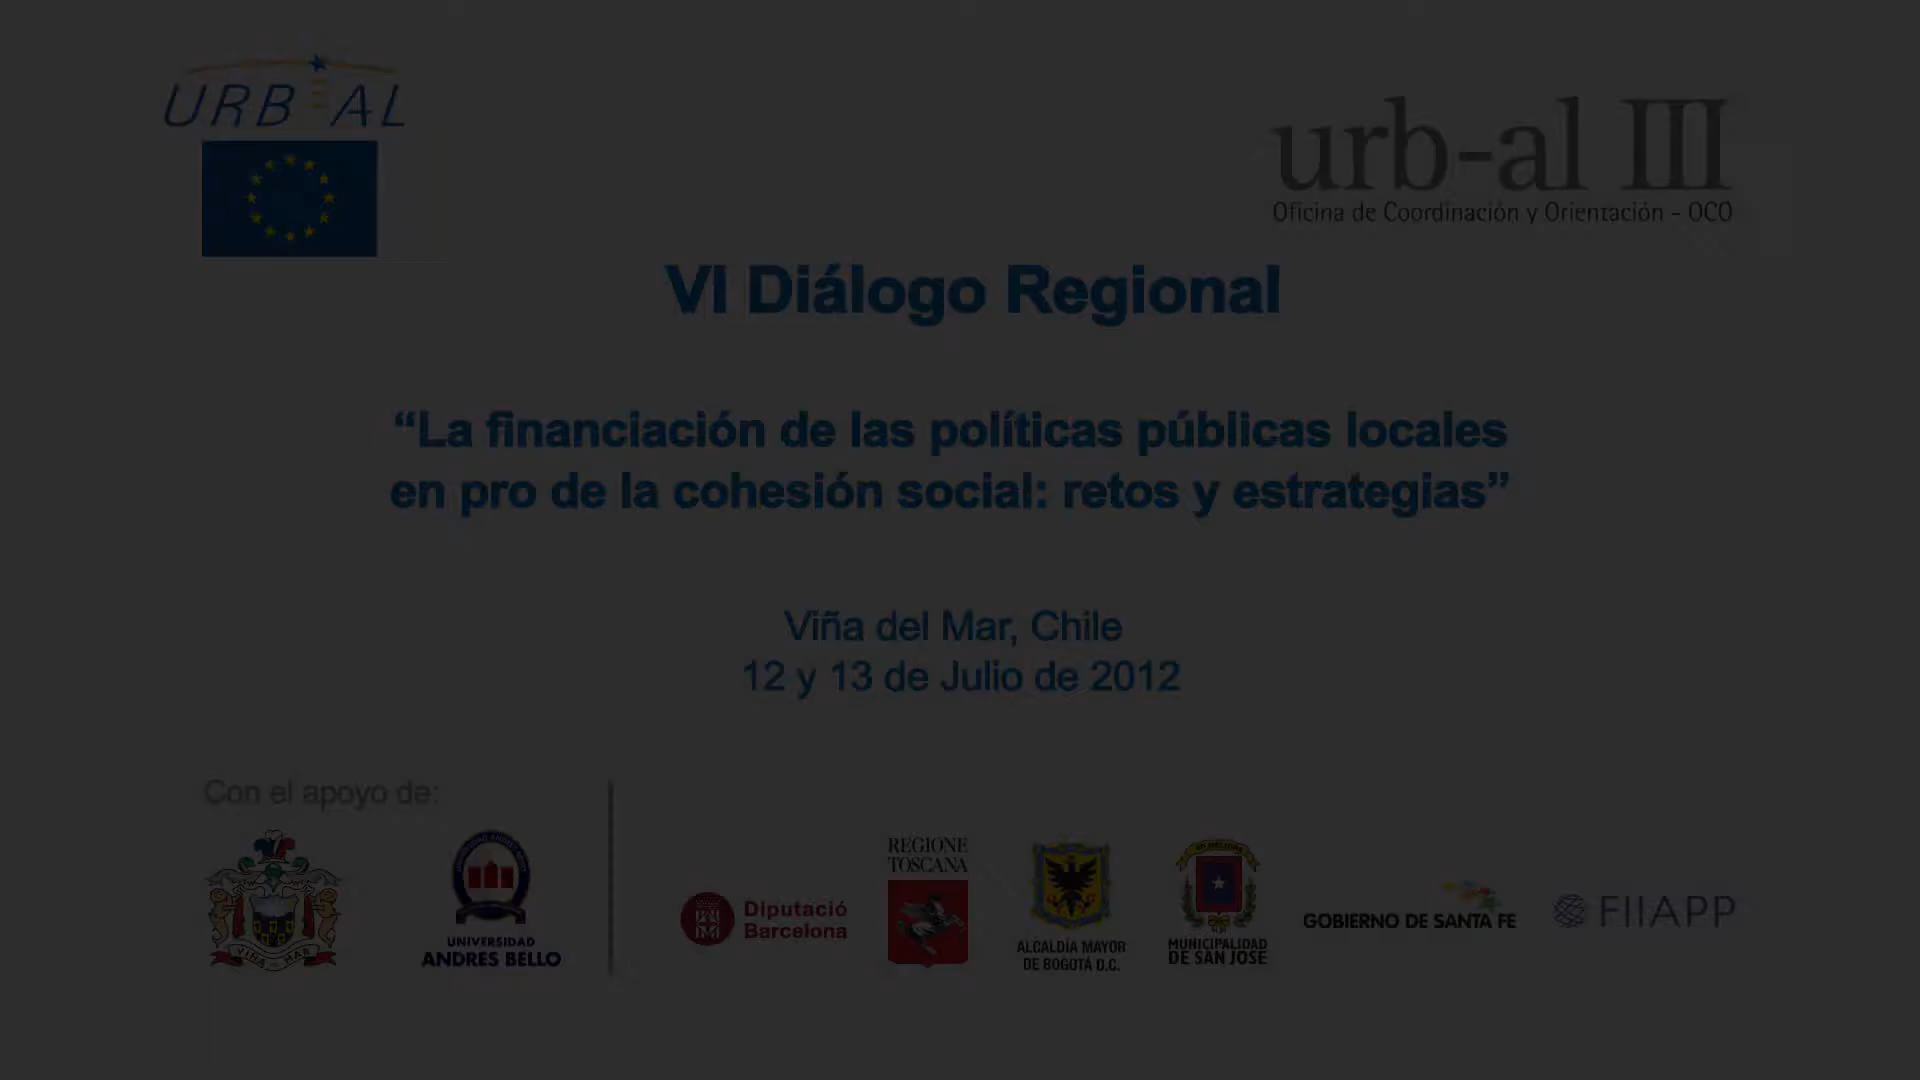 URB-AL
urb-al III
Oficina de Coordinación y Orientación - OCO
VI Diálogo Regional
“La financiación de las políticas públicas locales
en pro de la cohesión social: retos y estrategias”
Viña del Mar, Chile
12 y 13 de Julio de 2012
Con el apoyo de:
VIÑA DEL MAR
UNIVERSIDAD
ANDRES BELLO
Diputació
Barcelona
REGIONE
TOSCANA
ALCALDÍA MAYOR
DE BOGOTÁ D.C.
MUNICIPALIDAD
DE SAN JOSE
GOBIERNO DE SANTA FE
FIIAPP